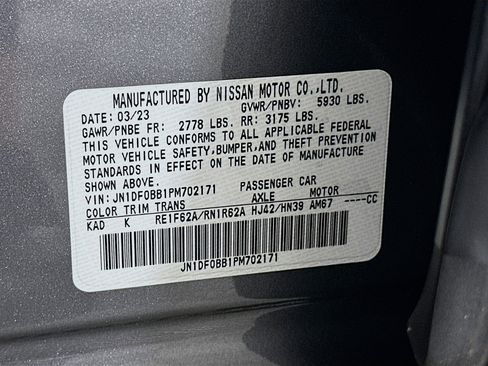 MANUFACTURED BY NISSAN MOTOR CO.,LTD.
DATE: 03/23 GVWR/PNBV: 5930 LBS.
GAWR/PNBE FR: 2778 LBS. RR: 3175 LBS.
THIS VEHICLE CONFORMS TO ALL APPLICABLE FEDERAL
MOTOR VEHICLE SAFETY,BUMPER,AND THEFT PREVENTION
STANDARDS IN EFFECT ON THE DATE OF MANUFACTURE
SHOWN ABOVE.
VIN: JN1DF0BB1PM702171 PASSENGER CAR
COLOR TRIM TRANS AXLE MOTOR
KAD K RE1F62A/RN1R62A HJ42/HN39 AM67 ----CC
JN1DF0BB1PM702171